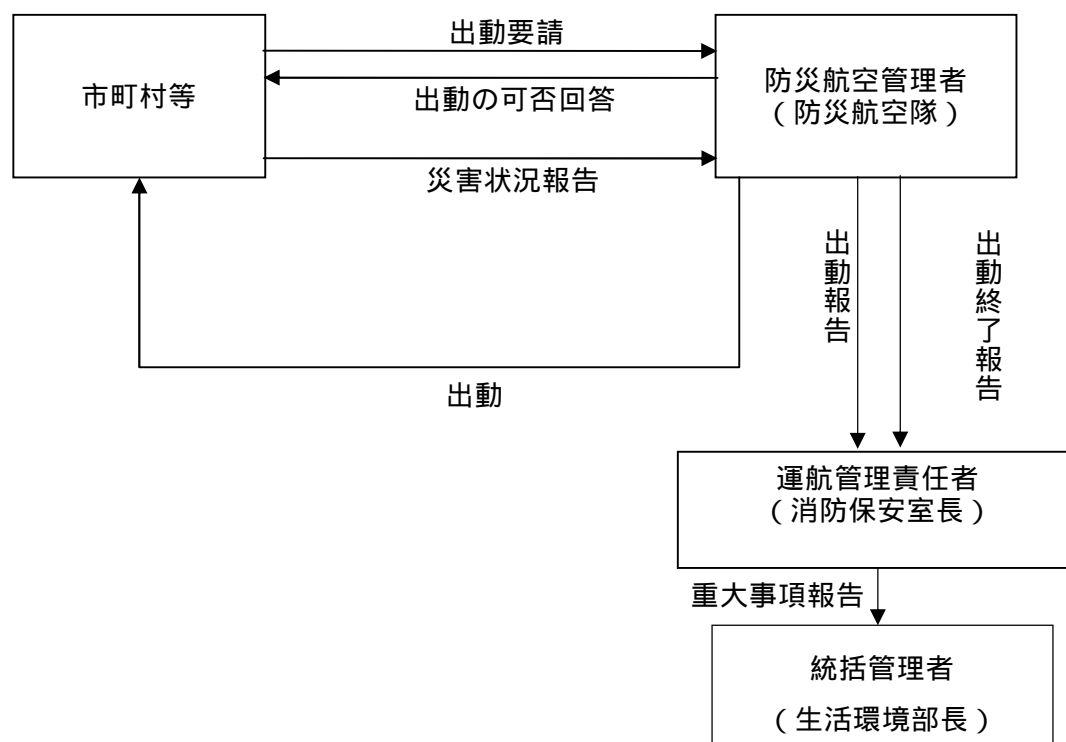 出動要請
市町村等
防災航空管理者
（防災航空隊）
出動の可否回答
災害状況報告
出動報告
出動終了報告
出動
運航管理責任者
（消防保安室長）
重大事項報告
統括管理者
（生活環境部長）